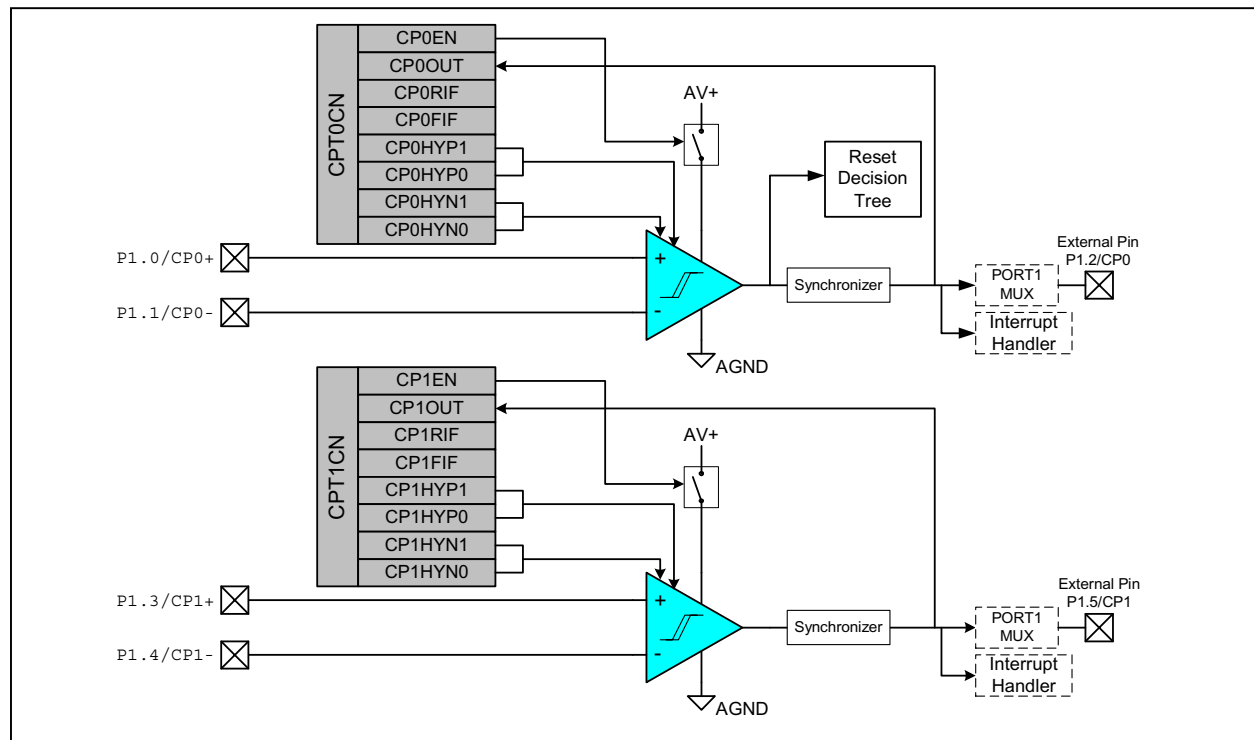 CPT0CN
CP0EN
CP0OUT
CP0RIF
CP0FIF
CP0HYP1
CP0HYP0
CP0HYN1
CP0HYN0
AV+
Reset
Decision
Tree
P1.0/CP0+
+
P1.1/CP0-
-
Synchronizer
External Pin
P1.2/CP0
PORT1
MUX
Interrupt
Handler
AGND
CPT1CN
CP1EN
CP1OUT
CP1RIF
CP1FIF
CP1HYP1
CP1HYP0
CP1HYN1
CP1HYN0
AV+
P1.3/CP1+
+
P1.4/CP1-
-
Synchronizer
External Pin
P1.5/CP1
PORT1
MUX
Interrupt
Handler
AGND